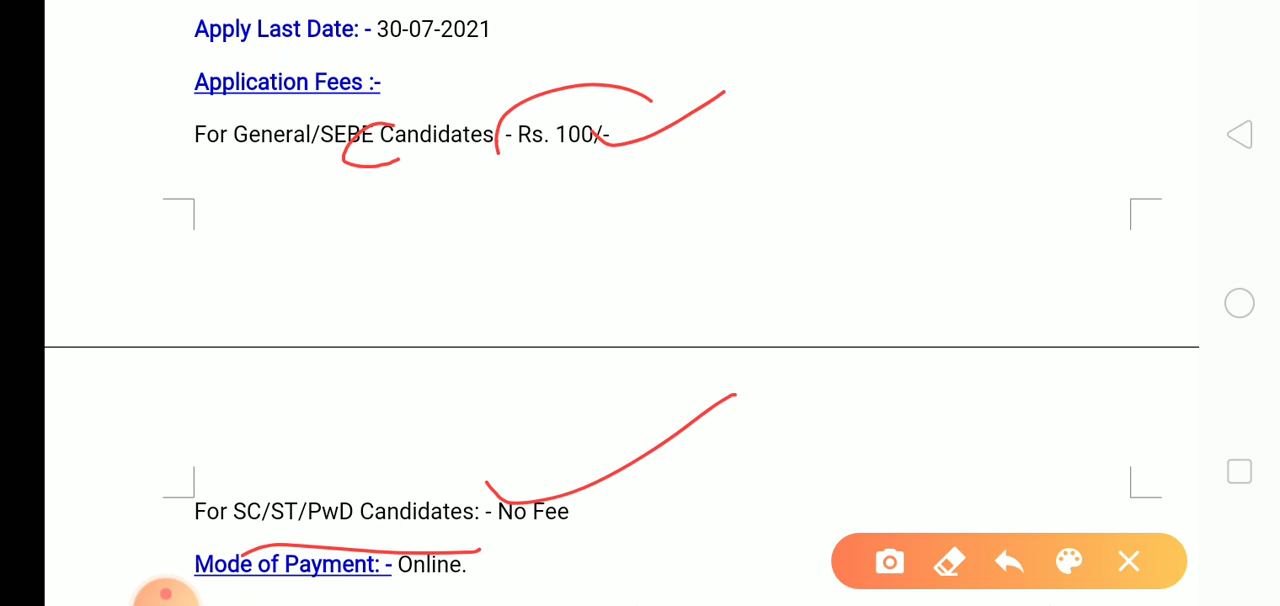 Apply Last Date: - 30-07-2021
Application Fees :-
For General/SEBE Candidates - Rs. 100/-
For SC/ST/PwD Candidates: - No Fee
Mode of Payment: - Online.